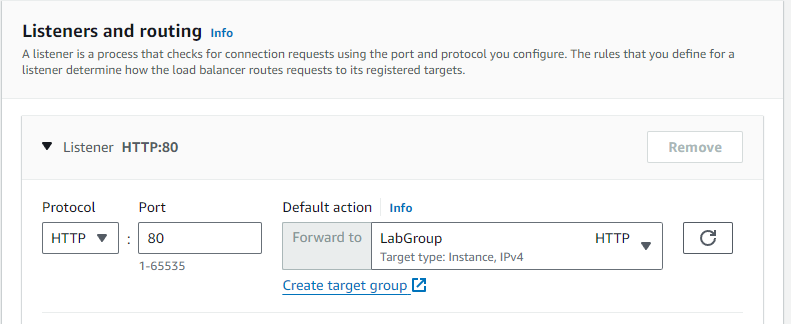 Listeners and routing Info
A listener is a process that checks for connection requests using the port and protocol you configure. The rules that you define for a
listener determine how the load balancer routes requests to its registered targets.
Listener HTTP:80
Remove
Protocol Port Default action Info
HTTP : 80 Forward to LabGroup HTTP
Target type: Instance, IPv4
1-65535
Create target group